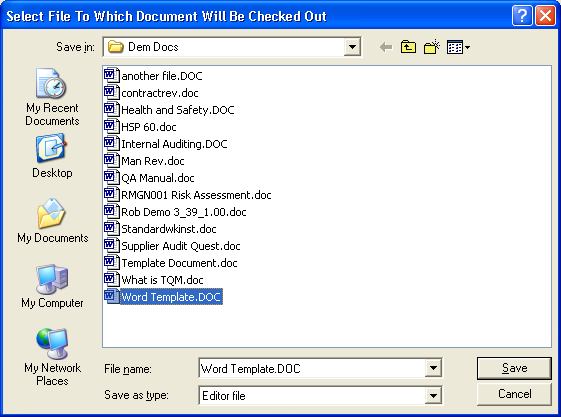 Select File To Which Document Will Be Checked Out
Save in: Dem Docs
My Recent
Documents
Desktop
My Documents
My Computer
My Network
Places
another file.DOC
contractrev.doc
Health and Safety.DOC
HSP 60.doc
Internal Auditing.DOC
Man Rev.doc
QA Manual.doc
RMGN001 Risk Assessment.doc
Rob Demo 3_39_1.00.doc
Standardwkinst.doc
Supplier Audit Quest.doc
Template Document.doc
What is TQM.doc
Word Template.DOC
File name: Word Template.DOC Save
Save as type: Editor file Cancel